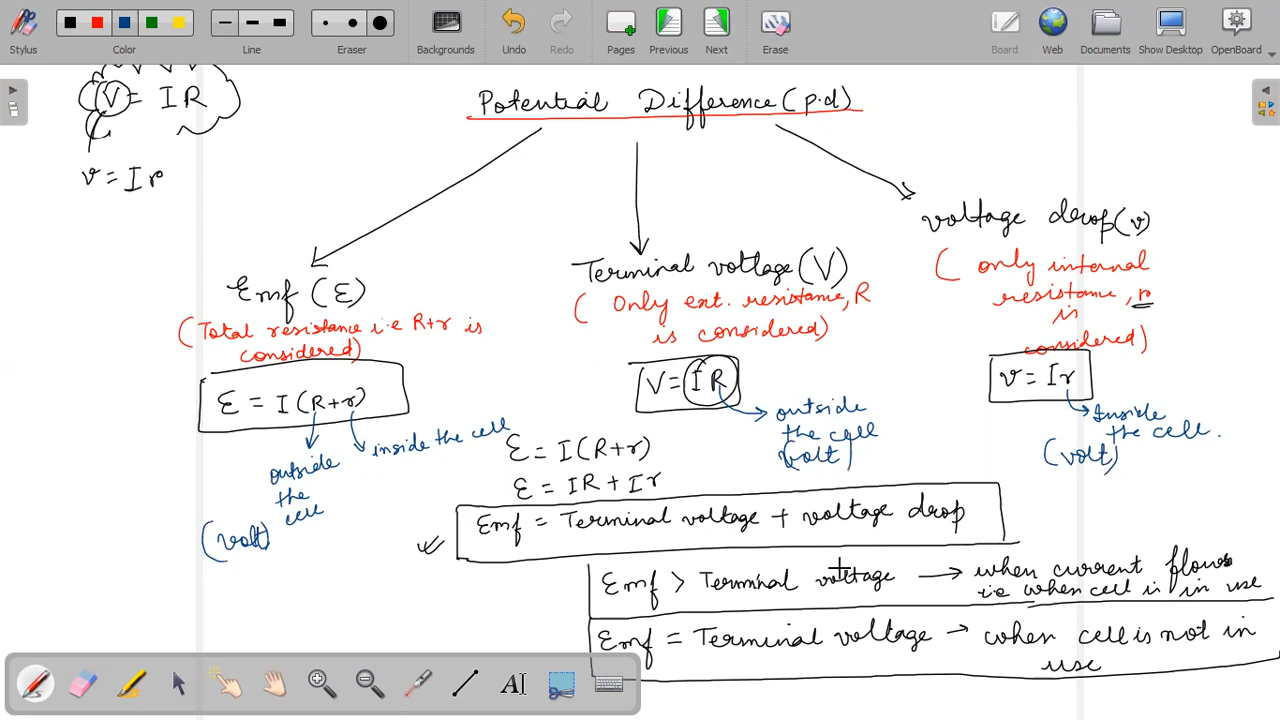 Stylus
Color
Line
Eraser
Backgrounds
Undo
Redo
Pages
Previous
Next
Erase
Board
Web
Documents
Show Desktop
OpenBoard
V = IR
v = Ir
Potential Difference (p.d)
Emf (Ɛ)
(Total resistance i.e R+r is
considered)
Ɛ = I(R+r)
outside
the
cell
inside the cell
(volt)
Terminal voltage (V)
( Only ext. resistance, R
is considered)
V = IR
outside
the cell
(volt)
voltage drop (v)
( only internal
resistance, r
is
considered)
v = Ir
Inside
the cell.
(volt)
Ɛ = I(R+r)
Ɛ = IR + Ir
Emf = Terminal voltage + voltage drop
Emf > Terminal voltage → when current flows
i.e when cell is in use
Emf = Terminal voltage → when cell is not in
use